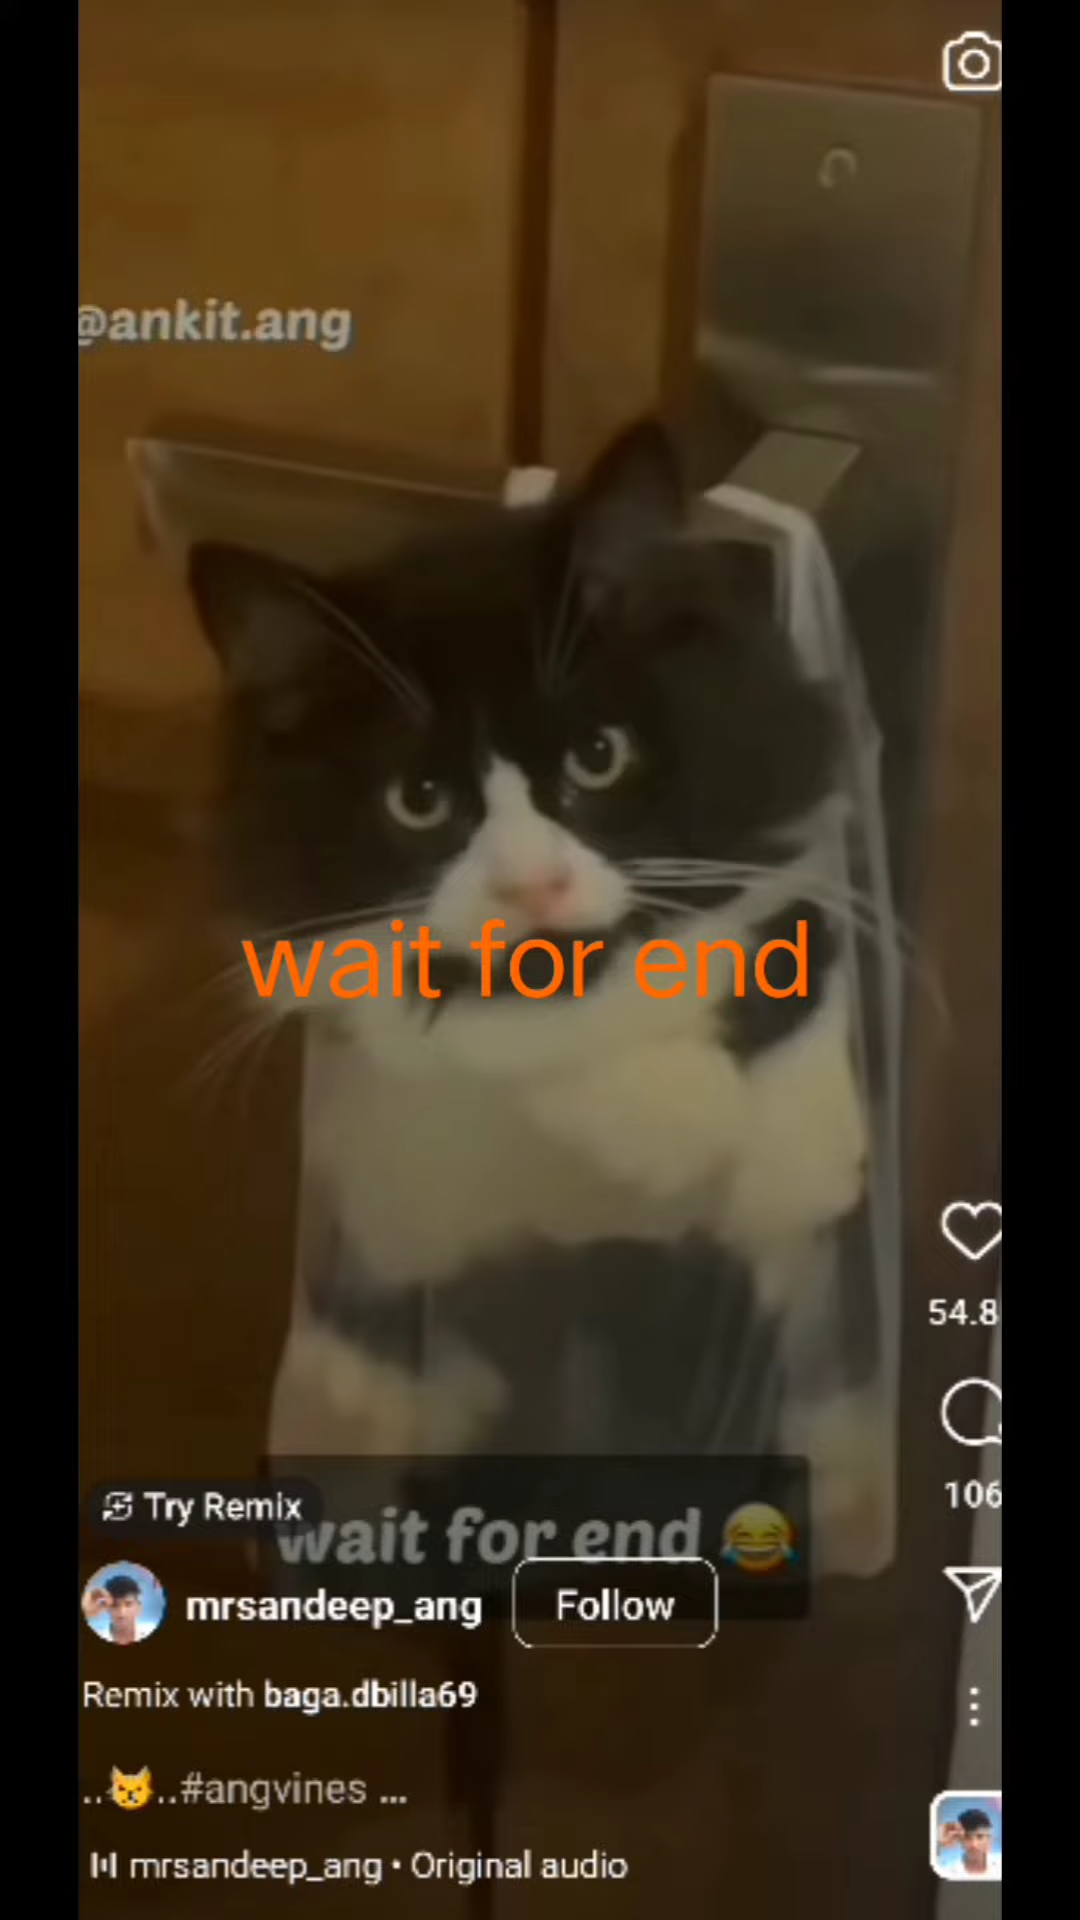 @ankit.ang
wait for end
54.8
106
Try Remix
wait for end 😂
mrsandeep_ang
Follow
Remix with baga.dbilla69
..😾..#angvines ...
mrsandeep_ang • Original audio